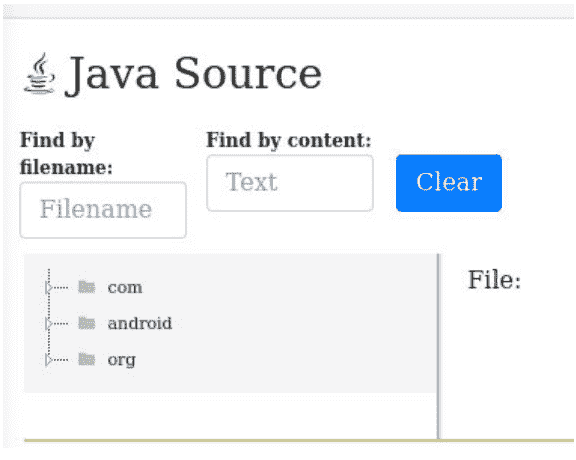 Java Source
Find by
filename:
Find by content:
Filename
Text
Clear
com
android
org
File: